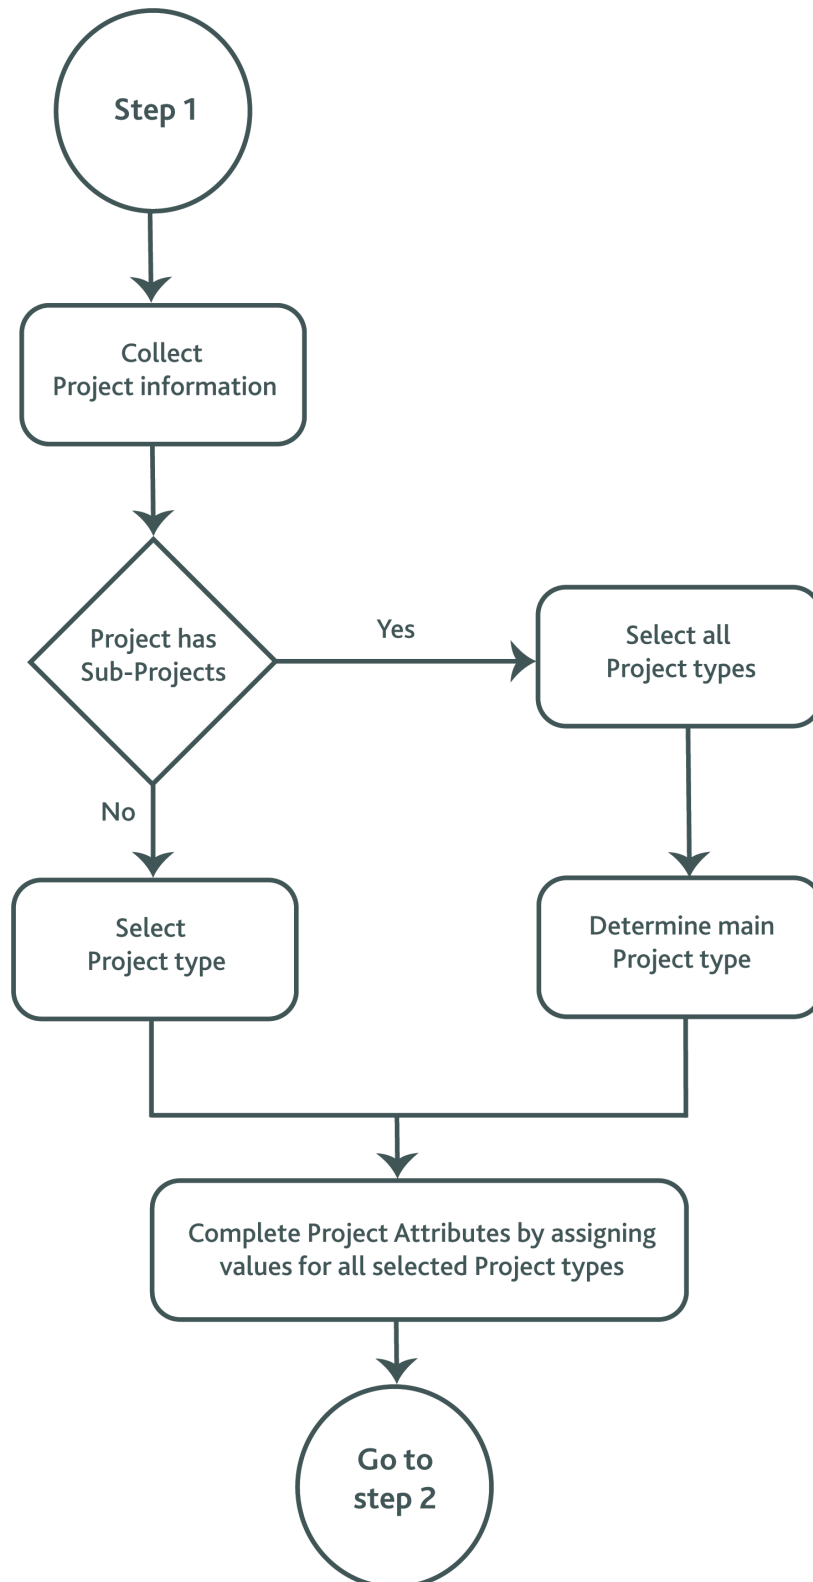 Step 1
Collect
Project information
Project has
Sub-Projects
Yes
Select all
Project types
No
Select
Project type
Determine main
Project type
Complete Project Attributes by assigning
values for all selected Project types
Go to
step 2